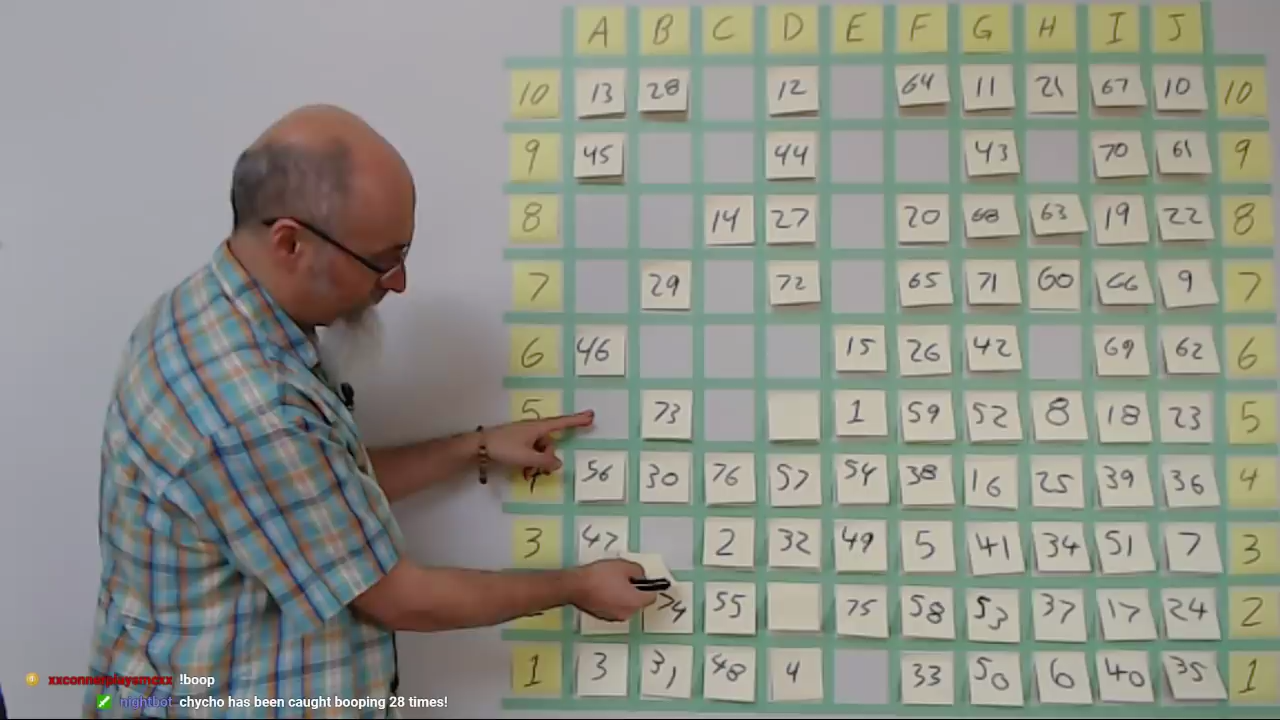 A B C D E F G H I J
10 13 28 12 64 11 21 67 10 10
9 45 44 43 70 61 9
8 14 27 20 68 63 19 22 8
7 29 72 65 71 60 66 9 7
6 46 15 26 42 69 62 6
5 73 1 59 52 8 18 23 5
4 56 30 76 57 54 38 16 25 39 36 4
3 47 2 32 49 5 41 34 51 7 3
74 55 75 58 53 37 17 24 2
1 3 31 48 4 33 50 6 40 35 1
!boop
nightbot chycho has been caught booping 28 times!